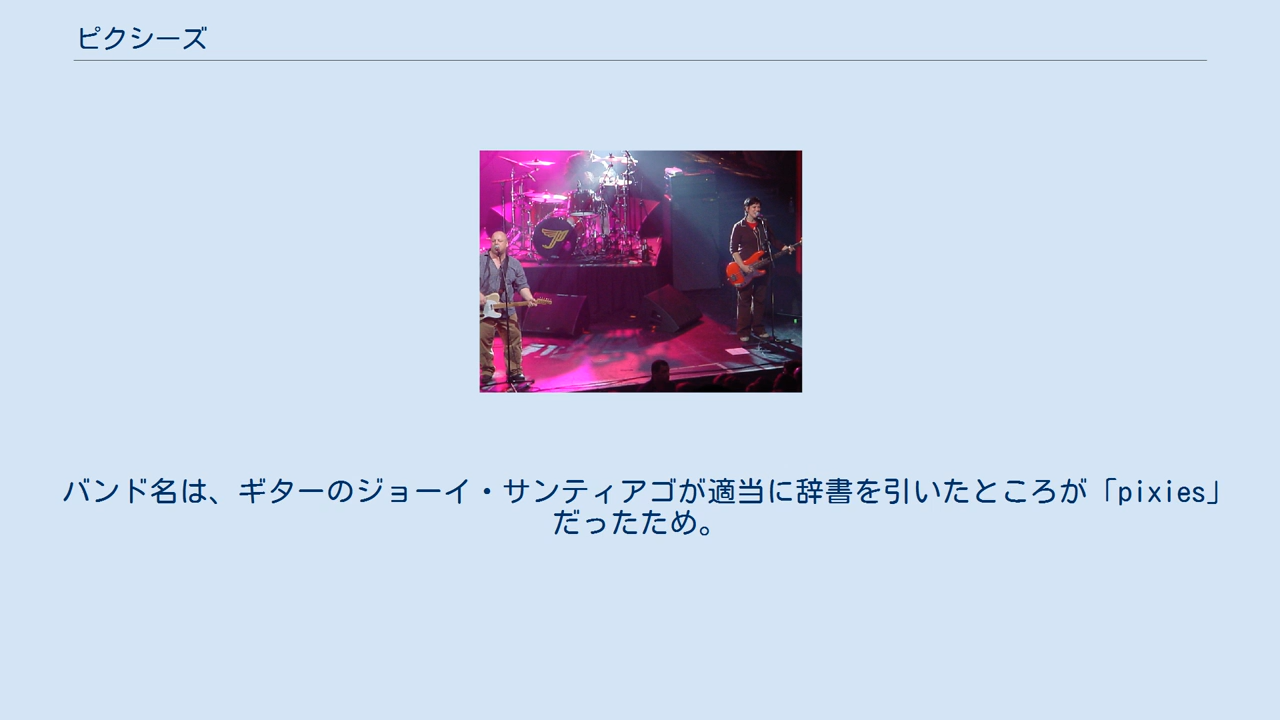 ピクシーズ
バンド名は、ギターのジョーイ・サンティアゴが適当に辞書を引いたところが「pixies」
だったため。